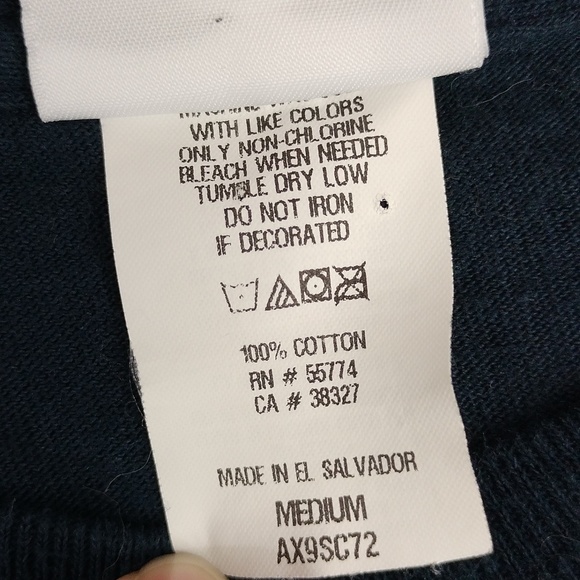 WITH LIKE COLORS
ONLY NON-CHLORINE
BLEACH WHEN NEEDED
TUMBLE DRY LOW
DO NOT IRON
IF DECORATED
100% COTTON
RN # 55774
CA # 38327
MADE IN EL SALVADOR
MEDIUM
AX9SC72